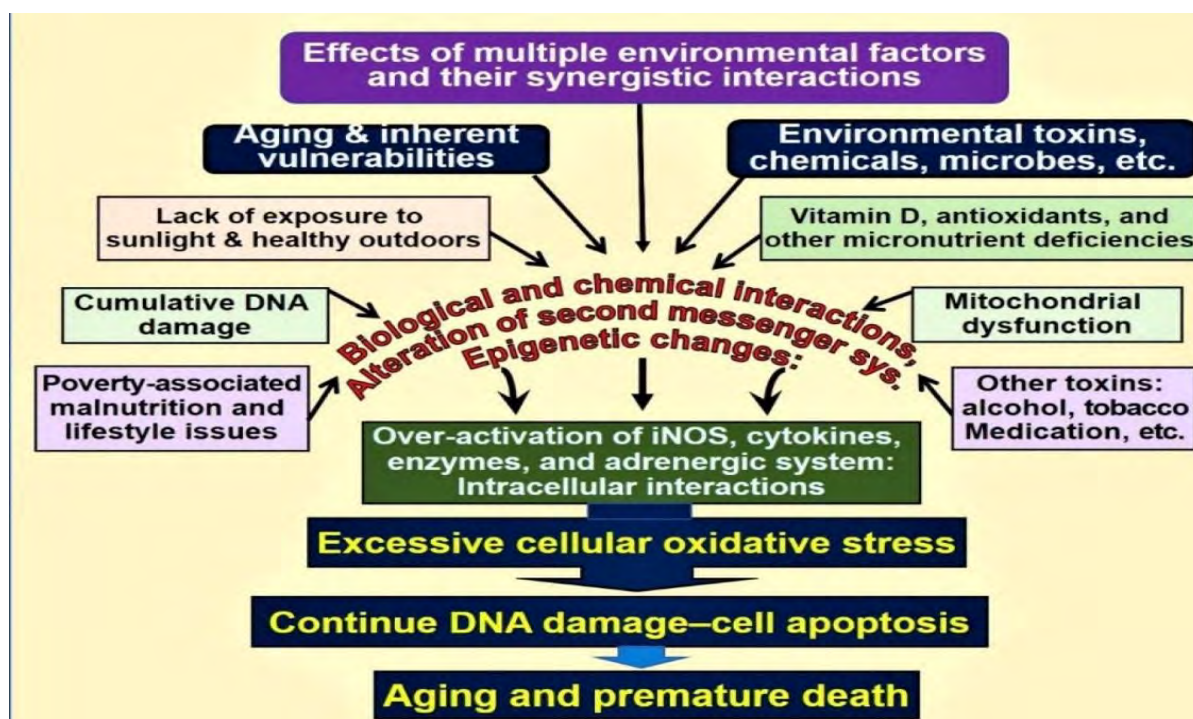 Effects of multiple environmental factors
and their synergistic interactions
Aging & inherent
vulnerabilities
Environmental toxins,
chemicals, microbes, etc.
Lack of exposure to
sunlight & healthy outdoors
Vitamin D, antioxidants, and
other micronutrient deficiencies
Cumulative DNA
damage
Mitochondrial
dysfunction
Poverty-associated
malnutrition and
lifestyle issues
Other toxins:
alcohol, tobacco
Medication, etc.
Biological and chemical interactions,
Alteration of second messenger sys.
Epigenetic changes:
Over-activation of iNOS, cytokines,
enzymes, and adrenergic system:
Intracellular interactions
Excessive cellular oxidative stress
Continue DNA damage–cell apoptosis
Aging and premature death